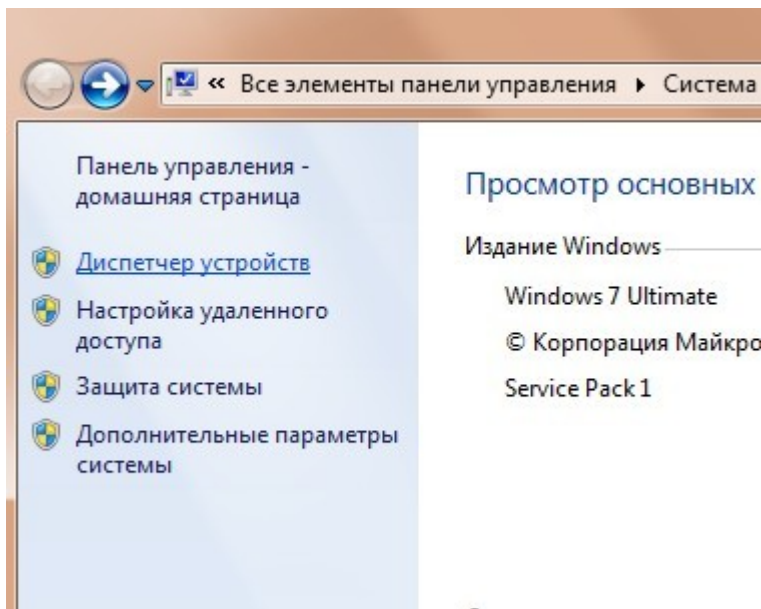 « Все элементы панели управления ▸ Система
Панель управления -
домашняя страница
Просмотр основных
Диспетчер устройств
Издание Windows
Настройка удаленного
доступа
Windows 7 Ultimate
© Корпорация Майкро
Защита системы
Service Pack 1
Дополнительные параметры
системы